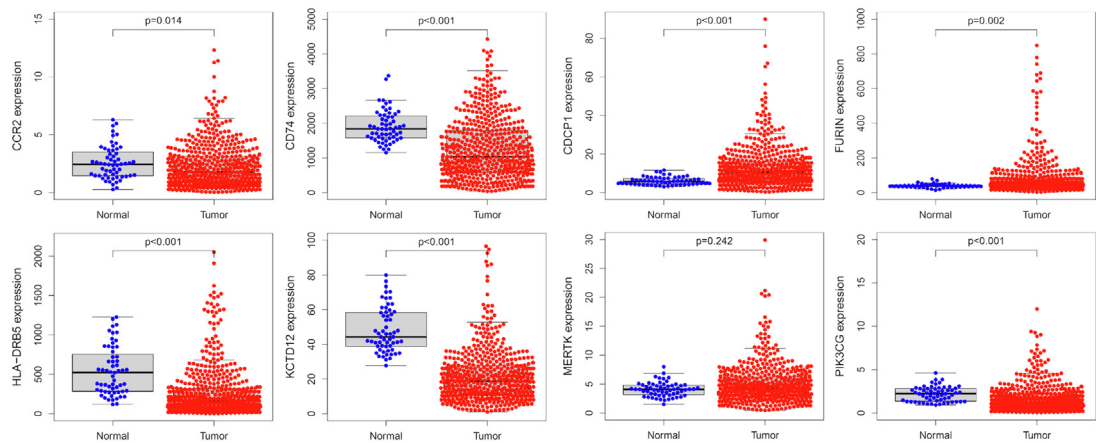 p=0.014
15
10
5
0
CCR2 expression
Normal
Tumor
p<0.001
5000
4000
3000
2000
1000
0
CD74 expression
Normal
Tumor
p<0.001
80
60
40
20
0
CDCP1 expression
Normal
Tumor
p=0.002
1000
800
600
400
200
0
FURIN expression
Normal
Tumor
p<0.001
2000
1500
1000
500
0
HLA−DRB5 expression
Normal
Tumor
p<0.001
100
80
60
40
20
0
KCTD12 expression
Normal
Tumor
p=0.242
30
25
20
15
10
5
0
MERTK expression
Normal
Tumor
p<0.001
20
15
10
5
0
PIK3CG expression
Normal
Tumor